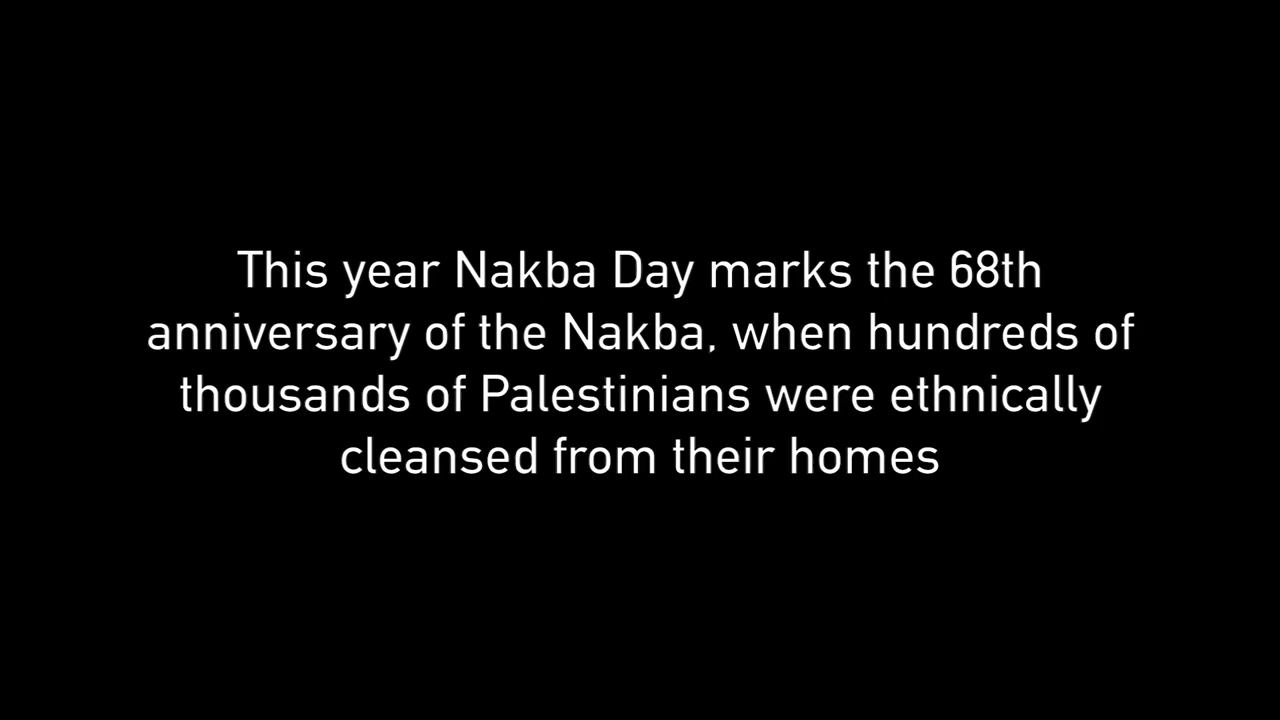 This year Nakba Day marks the 68th
anniversary of the Nakba, when hundreds of
thousands of Palestinians were ethnically
cleansed from their homes